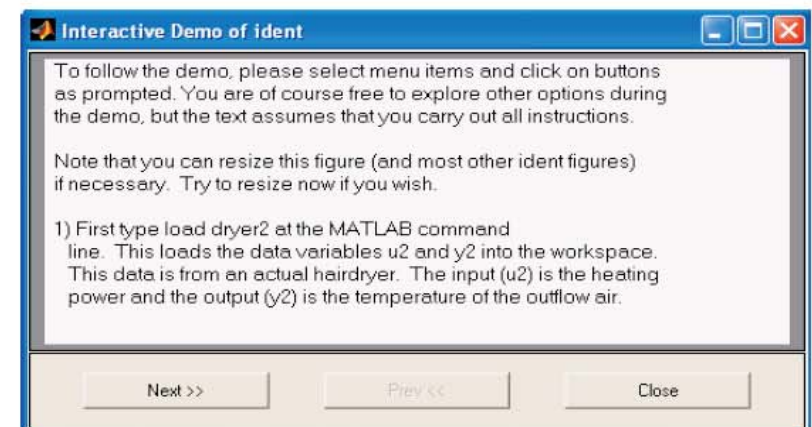 Interactive Demo of ident
To follow the demo, please select menu items and click on buttons
as prompted. You are of course free to explore other options during
the demo, but the text assumes that you carry out all instructions.
Note that you can resize this figure (and most other ident figures)
if necessary. Try to resize now if you wish.
1) First type load dryer2 at the MATLAB command
line. This loads the data variables u2 and y2 into the workspace.
This data is from an actual hairdryer. The input (u2) is the heating
power and the output (y2) is the temperature of the outflow air.
Next >> Prev << Close